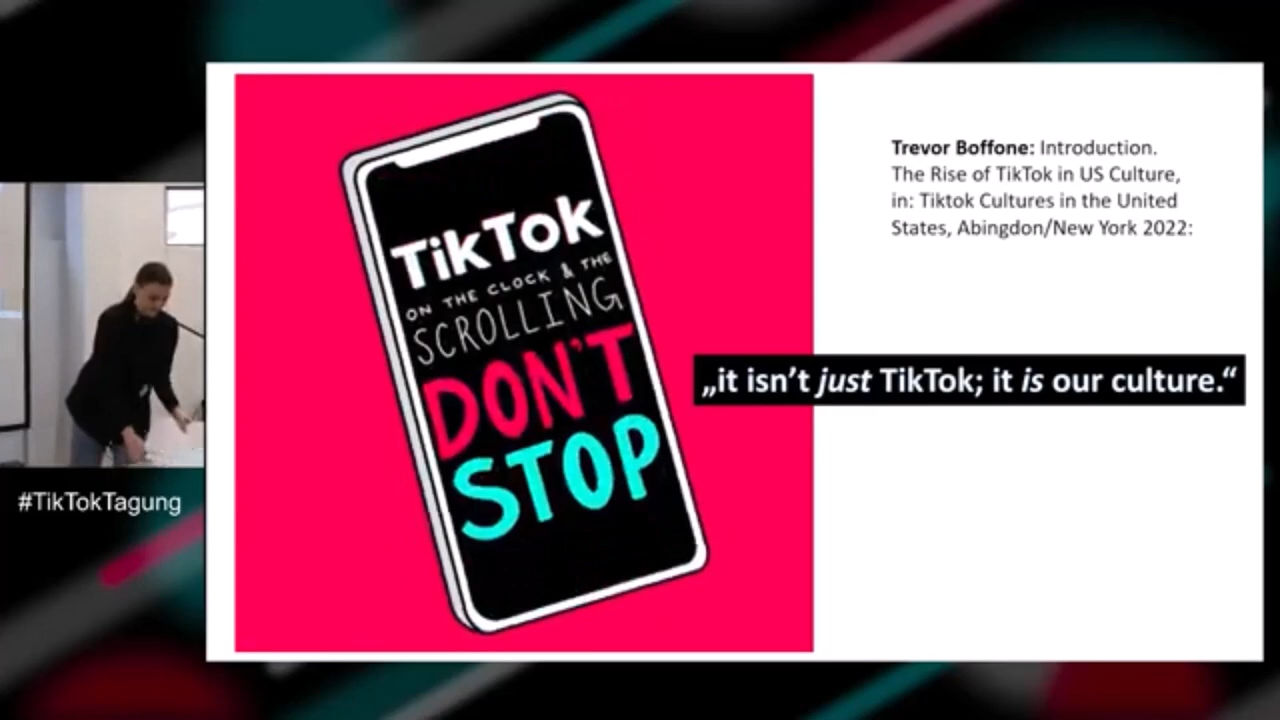 TikTok
ON THE CLOCK & THE
SCROLLING
DON'T
STOP
Trevor Boffone: Introduction.
The Rise of TikTok in US Culture,
in: Tiktok Cultures in the United
States, Abingdon/New York 2022:
„it isn't just TikTok; it is our culture.“
#TikTokTagung